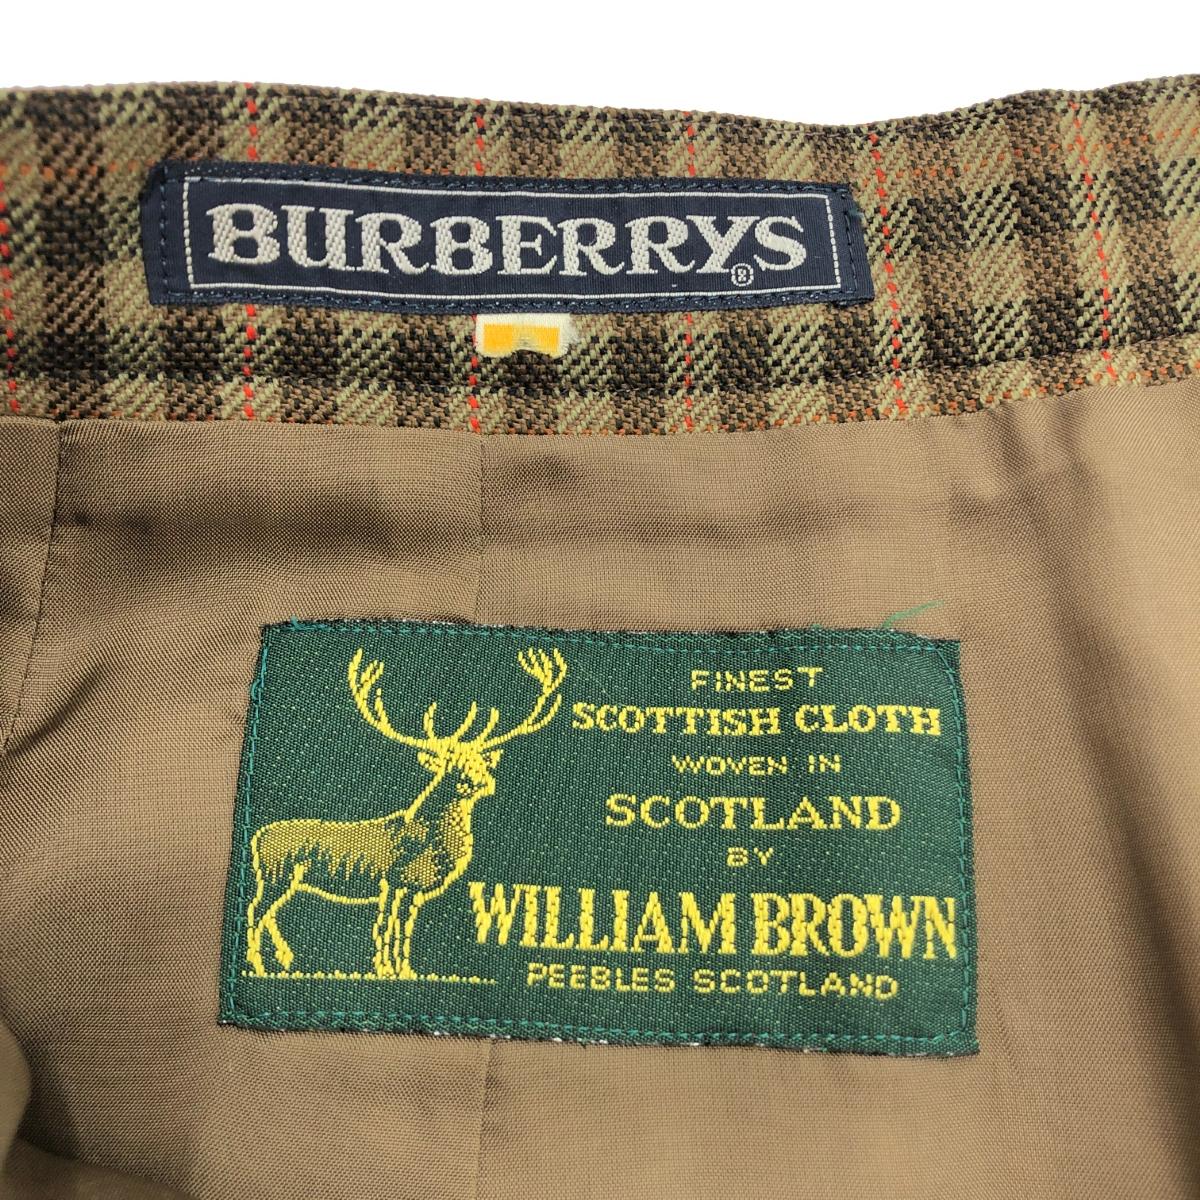 BURBERRYS®
FINEST
SCOTTISH CLOTH
WOVEN IN
SCOTLAND
BY
WILLIAM BROWN
PEEBLES SCOTLAND